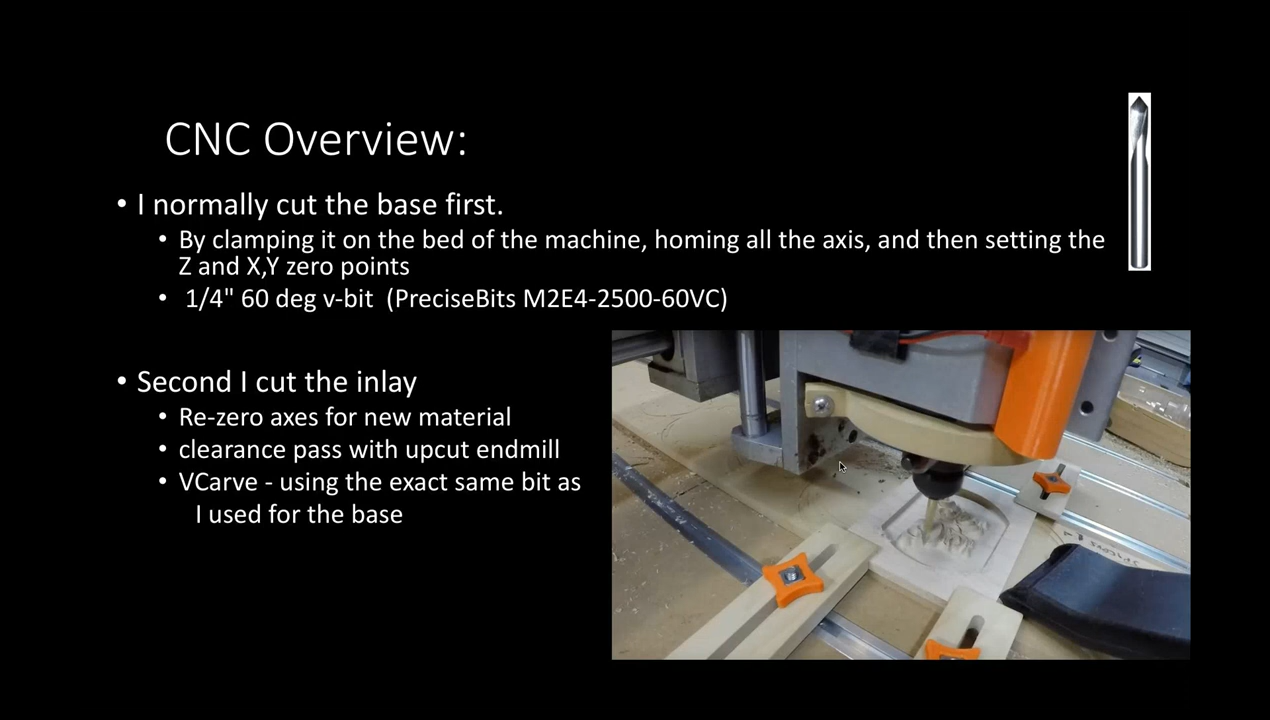 CNC Overview:
• I normally cut the base first.
• By clamping it on the bed of the machine, homing all the axis, and then setting the
Z and X,Y zero points
• 1/4" 60 deg v-bit (PreciseBits M2E4-2500-60VC)
• Second I cut the inlay
• Re-zero axes for new material
• clearance pass with upcut endmill
• VCarve - using the exact same bit as
I used for the base